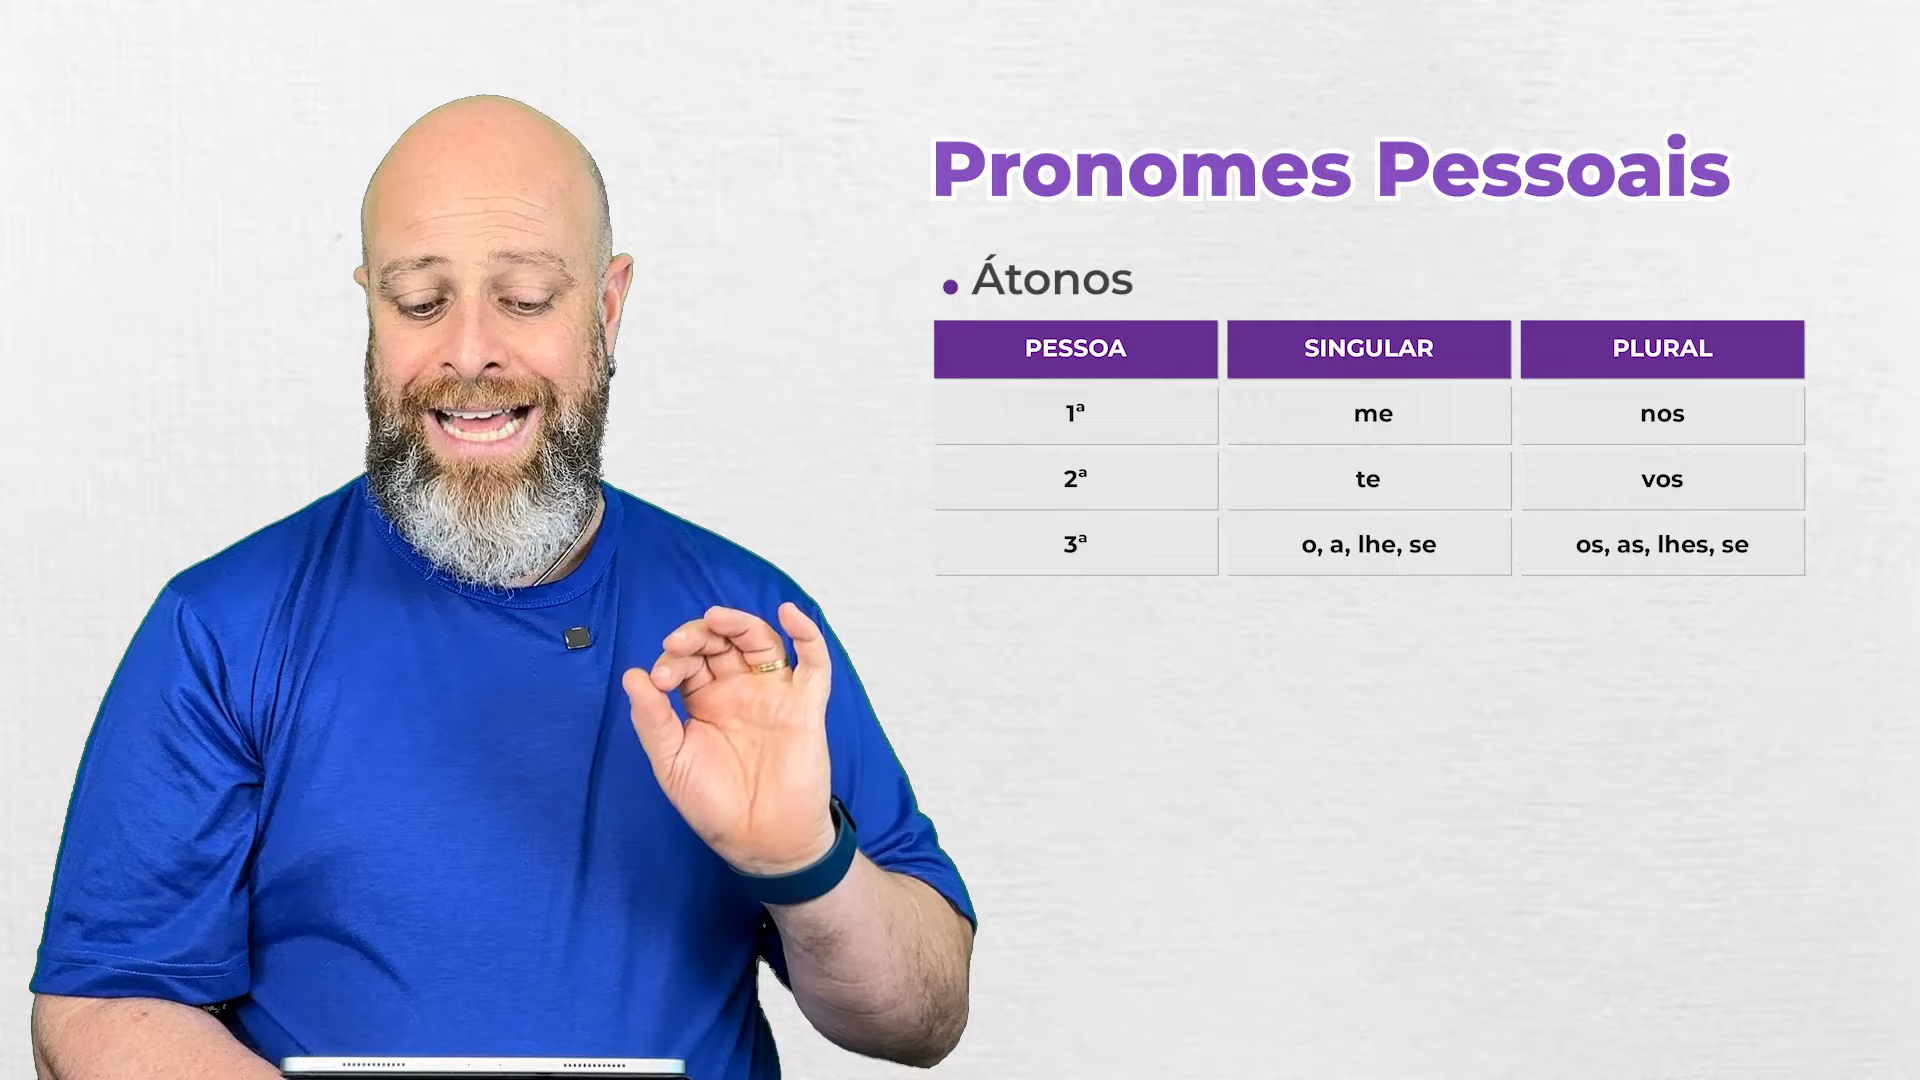 Pronomes Pessoais
• Átonos
PESSOA SINGULAR PLURAL
1ª me nos
2ª te vos
3ª o, a, lhe, se os, as, lhes, se